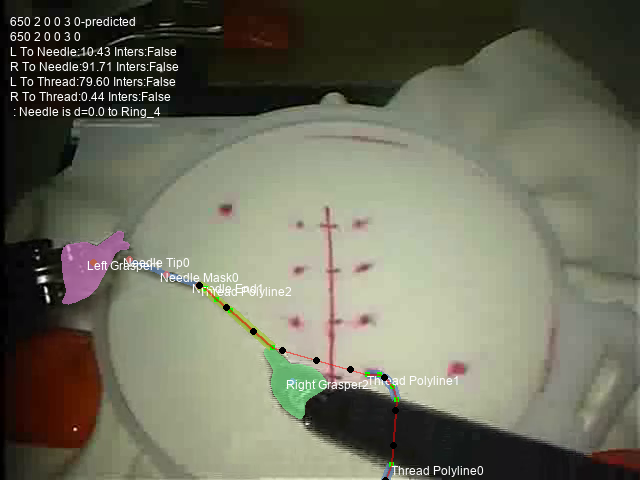 650 2 0 0 3 0-predicted
650 2 0 0 3 0
L To Needle:10.43 Inters:False
R To Needle:91.71 Inters:False
L To Thread:79.60 Inters:False
R To Thread:0.44 Inters:False
: Needle is d=0.0 to Ring_4
Needle Tip0
Left Grasper
Needle Mask0
Needle End1
Thread Polyline2
Right Grasper2
Thread Polyline1
Thread Polyline0